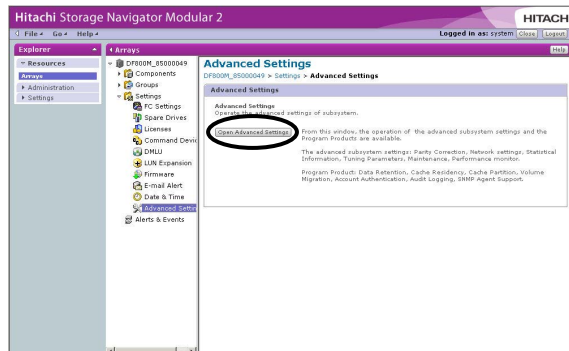 Hitachi Storage Navigator Modular 2
HITACH
File Go Help
Logged in as: system Close Logout
Explorer
Arrays
Help
Resources
Arrays
Administration
Settings
DF800M_85000049
Components
Groups
Settings
FC Settings
Spare Drives
Licenses
Command Devic
DMLU
LUN Expansion
Firmware
E-mail Alert
Date & Time
Advanced Settin
Alerts & Events
Advanced Settings
DF800M_85000049 > Settings > Advanced Settings
Advanced Settings
Advanced Settings
Operate the advanced settings of subsystem.
Open Advanced Settings
From this window, the operation of the advanced subsystem settings and the
Program Products are available.
The advanced subsystem settings: Parity Correction, Network settings, Statistical
Information, Tuning Parameters, Maintenance, Performance monitor.
Program Product: Data Retention, Cache Residency, Cache Partition, Volume
Migration, Account Authentication, Audit Logging, SNMP Agent Support.